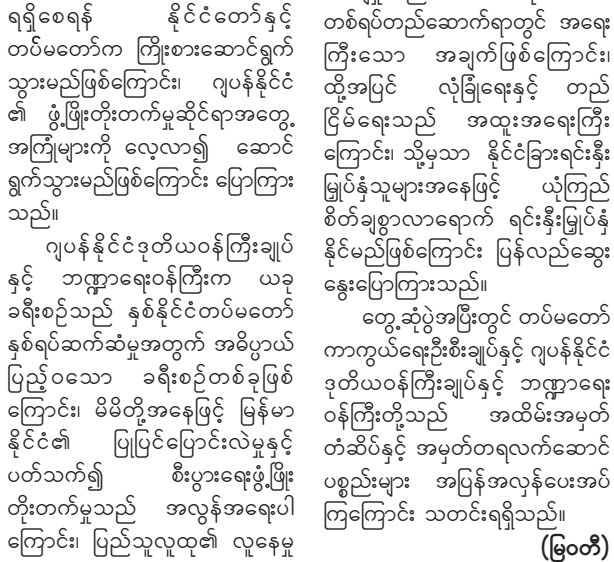 ရရှိစေရန် နိုင်ငံတော်နှင့်
တပ်မတော်က ကြိုးစားဆောင်ရွက်
သွားမည်ဖြစ်ကြောင်း၊ ဂျပန်နိုင်ငံ
၏ ဖွံ့ဖြိုးတိုးတက်မှုဆိုင်ရာအတွေ့
အကြုံများကို လေ့လာ၍ ဆောင်
ရွက်သွားမည်ဖြစ်ကြောင်း ပြောကြား
သည်။
ဂျပန်နိုင်ငံဒုတိယဝန်ကြီးချုပ်
နှင့် ဘဏ္ဍာရေးဝန်ကြီးက ယခု
ခရီးစဉ်သည် နှစ်နိုင်ငံတပ်မတော်
နှစ်ရပ်ဆက်ဆံမှုအတွက် အဓိပ္ပာယ်
ပြည့်ဝသော ခရီးစဉ်တစ်ခုဖြစ်
ကြောင်း၊ မိမိတို့အနေဖြင့် မြန်မာ
နိုင်ငံ၏ ပြုပြင်ပြောင်းလဲမှုနှင့်
ပတ်သက်၍ စီးပွားရေးဖွံ့ဖြိုး
တိုးတက်မှုသည် အလွန်အရေးပါ
ကြောင်း၊ ပြည်သူလူထု၏ လူနေမှု
တစ်ရပ်တည်ဆောက်ရာတွင် အရေး
ကြီးသော အချက်ဖြစ်ကြောင်း၊
ထို့အပြင် လုံခြုံရေးနှင့် တည်
ငြိမ်ရေးသည် အထူးအရေးကြီး
ကြောင်း၊ သို့မှသာ နိုင်ငံခြားရင်းနှီး
မြှုပ်နှံသူများအနေဖြင့် ယုံကြည်
စိတ်ချစွာလာရောက် ရင်းနှီးမြှုပ်နှံ
နိုင်မည်ဖြစ်ကြောင်း ပြန်လည်ဆွေး
နွေးပြောကြားသည်။
တွေ့ဆုံပွဲအပြီးတွင် တပ်မတော်
ကာကွယ်ရေးဦးစီးချုပ်နှင့် ဂျပန်နိုင်ငံ
ဒုတိယဝန်ကြီးချုပ်နှင့် ဘဏ္ဍာရေး
ဝန်ကြီးတို့သည် အထိမ်းအမှတ်
တံဆိပ်နှင့် အမှတ်တရလက်ဆောင်
ပစ္စည်းများ အပြန်အလှန်ပေးအပ်
ကြကြောင်း သတင်းရရှိသည်။
(မြဝတီ)